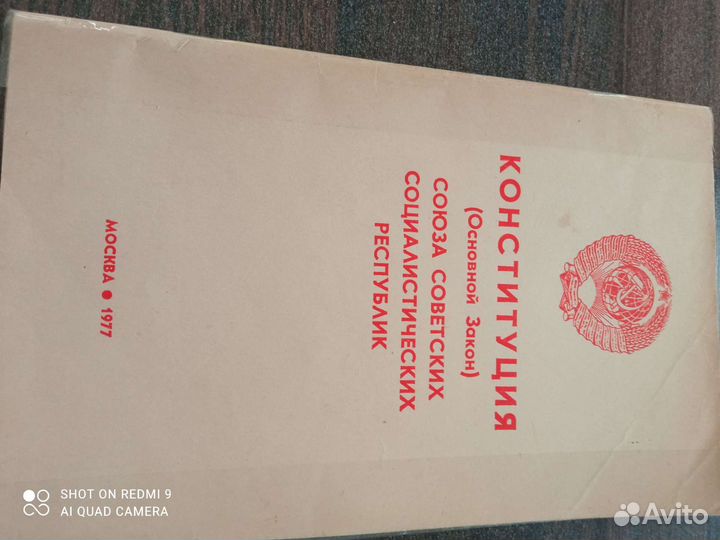 КОНСТИТУЦИЯ
(Основной Закон)
СОЮЗА СОВЕТСКИХ
СОЦИАЛИСТИЧЕСКИХ
РЕСПУБЛИК
МОСКВА ● 1977
SHOT ON REDMI 9
AI QUAD CAMERA
Avito